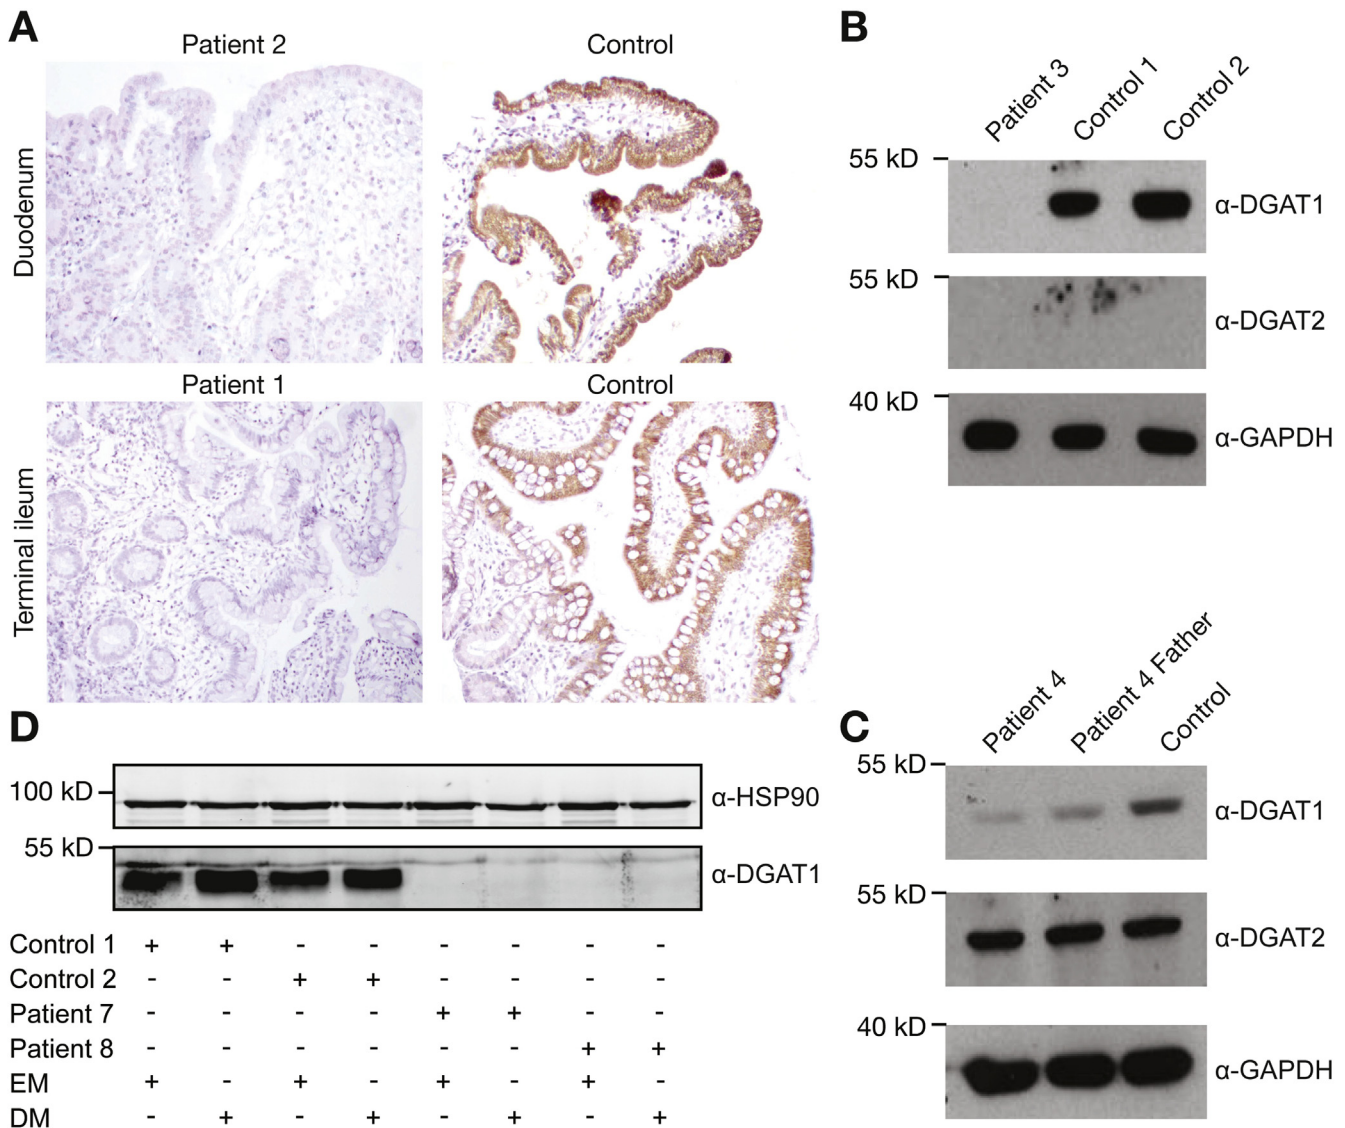 A
Patient 2
Control
Duodenum
Patient 1
Control
Terminal ileum
B
Patient 3
Control 1
Control 2
55 kD
α-DGAT1
55 kD
α-DGAT2
40 kD
α-GAPDH
D
100 kD
α-HSP90
55 kD
α-DGAT1
Control 1 + + - - - - - -
Control 2 - - + + - - - -
Patient 7 - - - - + + - -
Patient 8 - - - - - - + +
EM + - + - + - + -
DM - + - + - + - +
C
Patient 4
Patient 4 Father
Control
55 kD
α-DGAT1
55 kD
α-DGAT2
40 kD
α-GAPDH